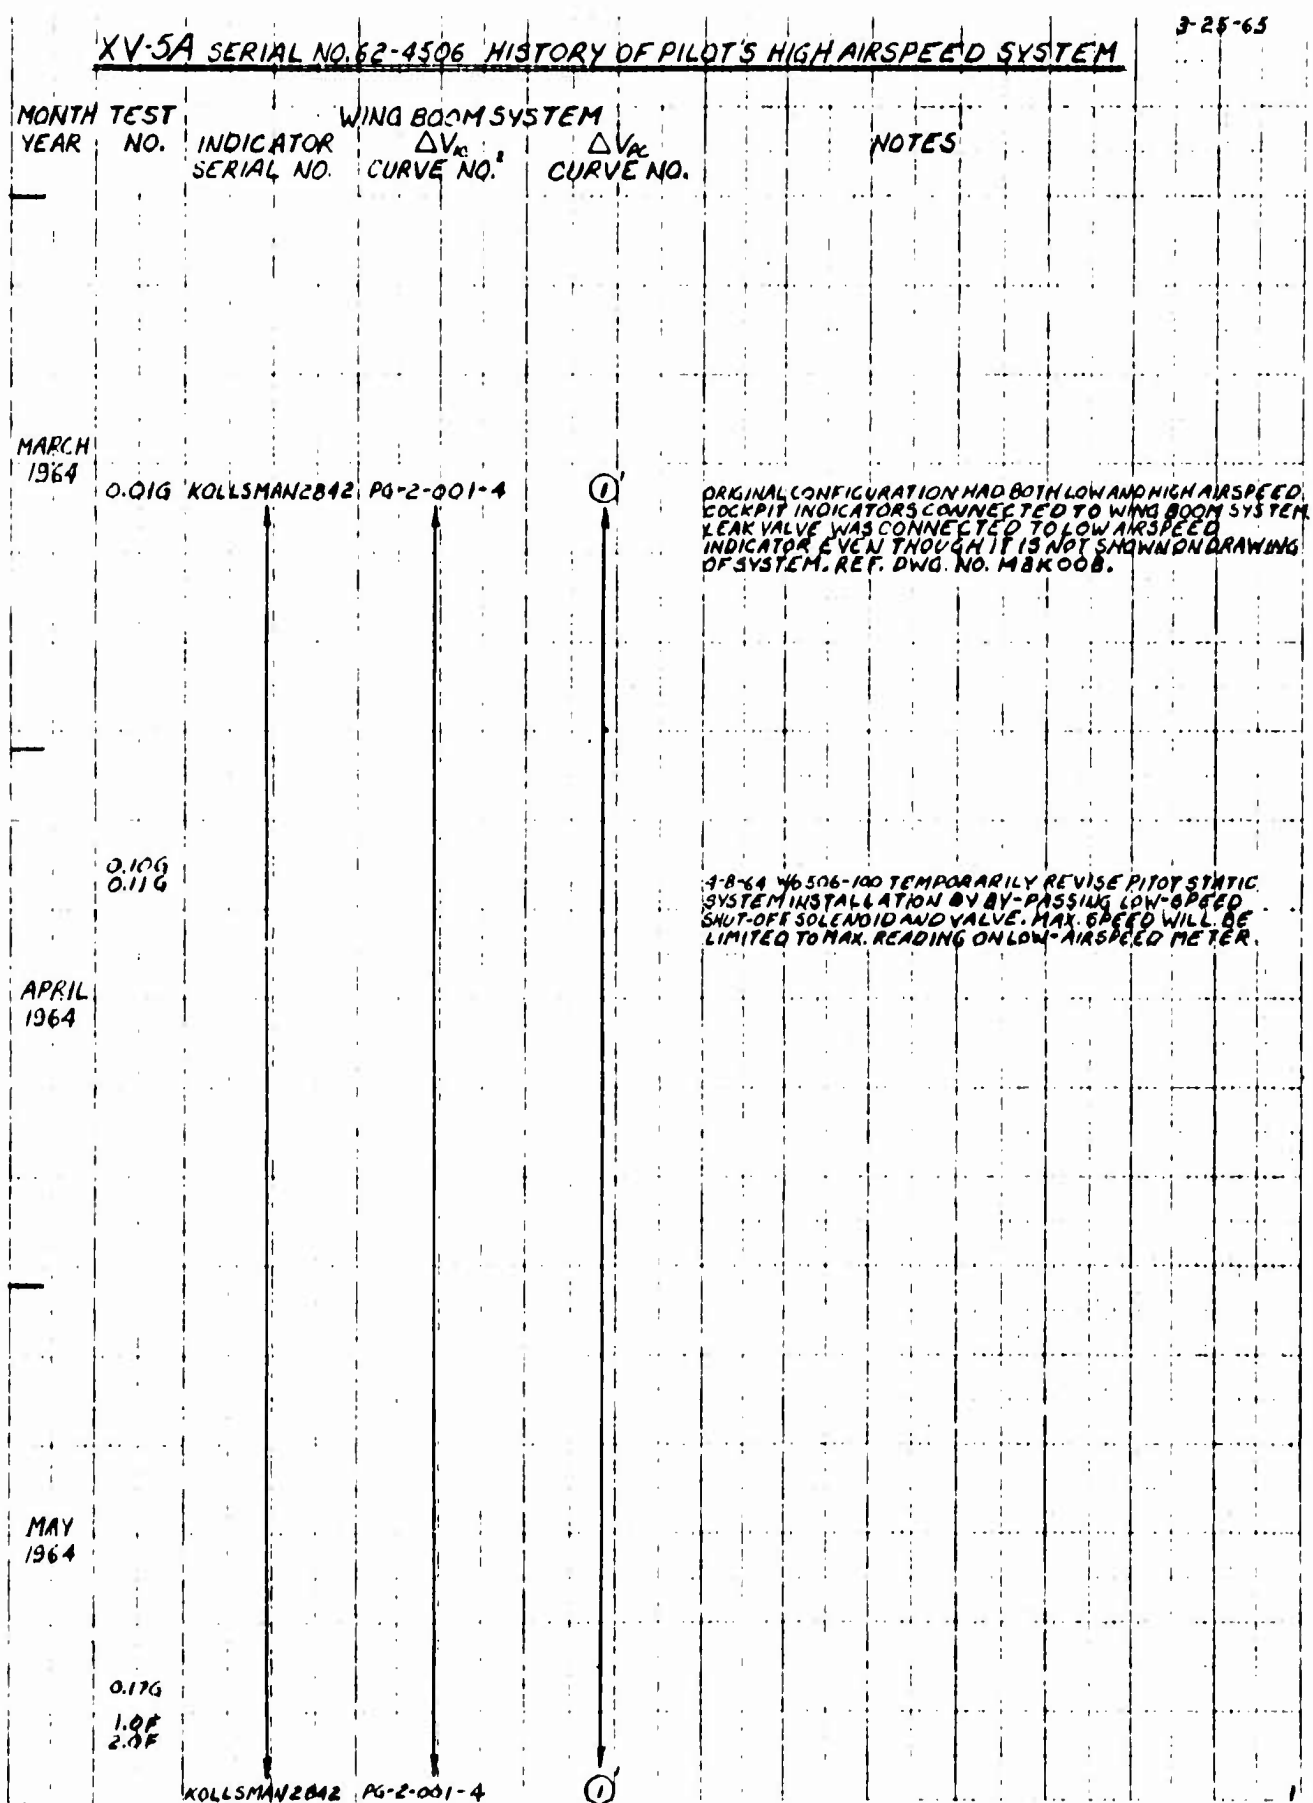 3-25-65
XV-5A SERIAL NO. 62-4506 HISTORY OF PILOT'S HIGH AIRSPEED SYSTEM
MONTH YEAR
TEST NO.
WING BOOM SYSTEM
INDICATOR SERIAL NO.
ΔVic CURVE NO.²
ΔVpc CURVE NO.
NOTES
MARCH
1964
0.01G KOLLSMAN 2842 PG-2-001-4 ①'
ORIGINAL CONFIGURATION HAD BOTH LOW AND HIGH AIRSPEED
COCKPIT INDICATORS CONNECTED TO WING BOOM SYSTEM
LEAK VALVE WAS CONNECTED TO LOW AIRSPEED
INDICATOR EVEN THOUGH IT IS NOT SHOWN ON DRAWING
OF SYSTEM. REF. DWG. NO. M8K008.
0.10G
0.11G
4-8-64 506-100 TEMPORARILY REVISE PITOT STATIC
SYSTEM INSTALLATION BY BY-PASSING LOW-SPEED
SHUT-OFF SOLENOID AND VALVE. MAX. SPEED WILL BE
LIMITED TO MAX. READING ON LOW-AIRSPEED METER.
APRIL
1964
MAY
1964
0.17G
1.0F
2.0F
KOLLSMAN 2842 PG-2-001-4 ①'
1